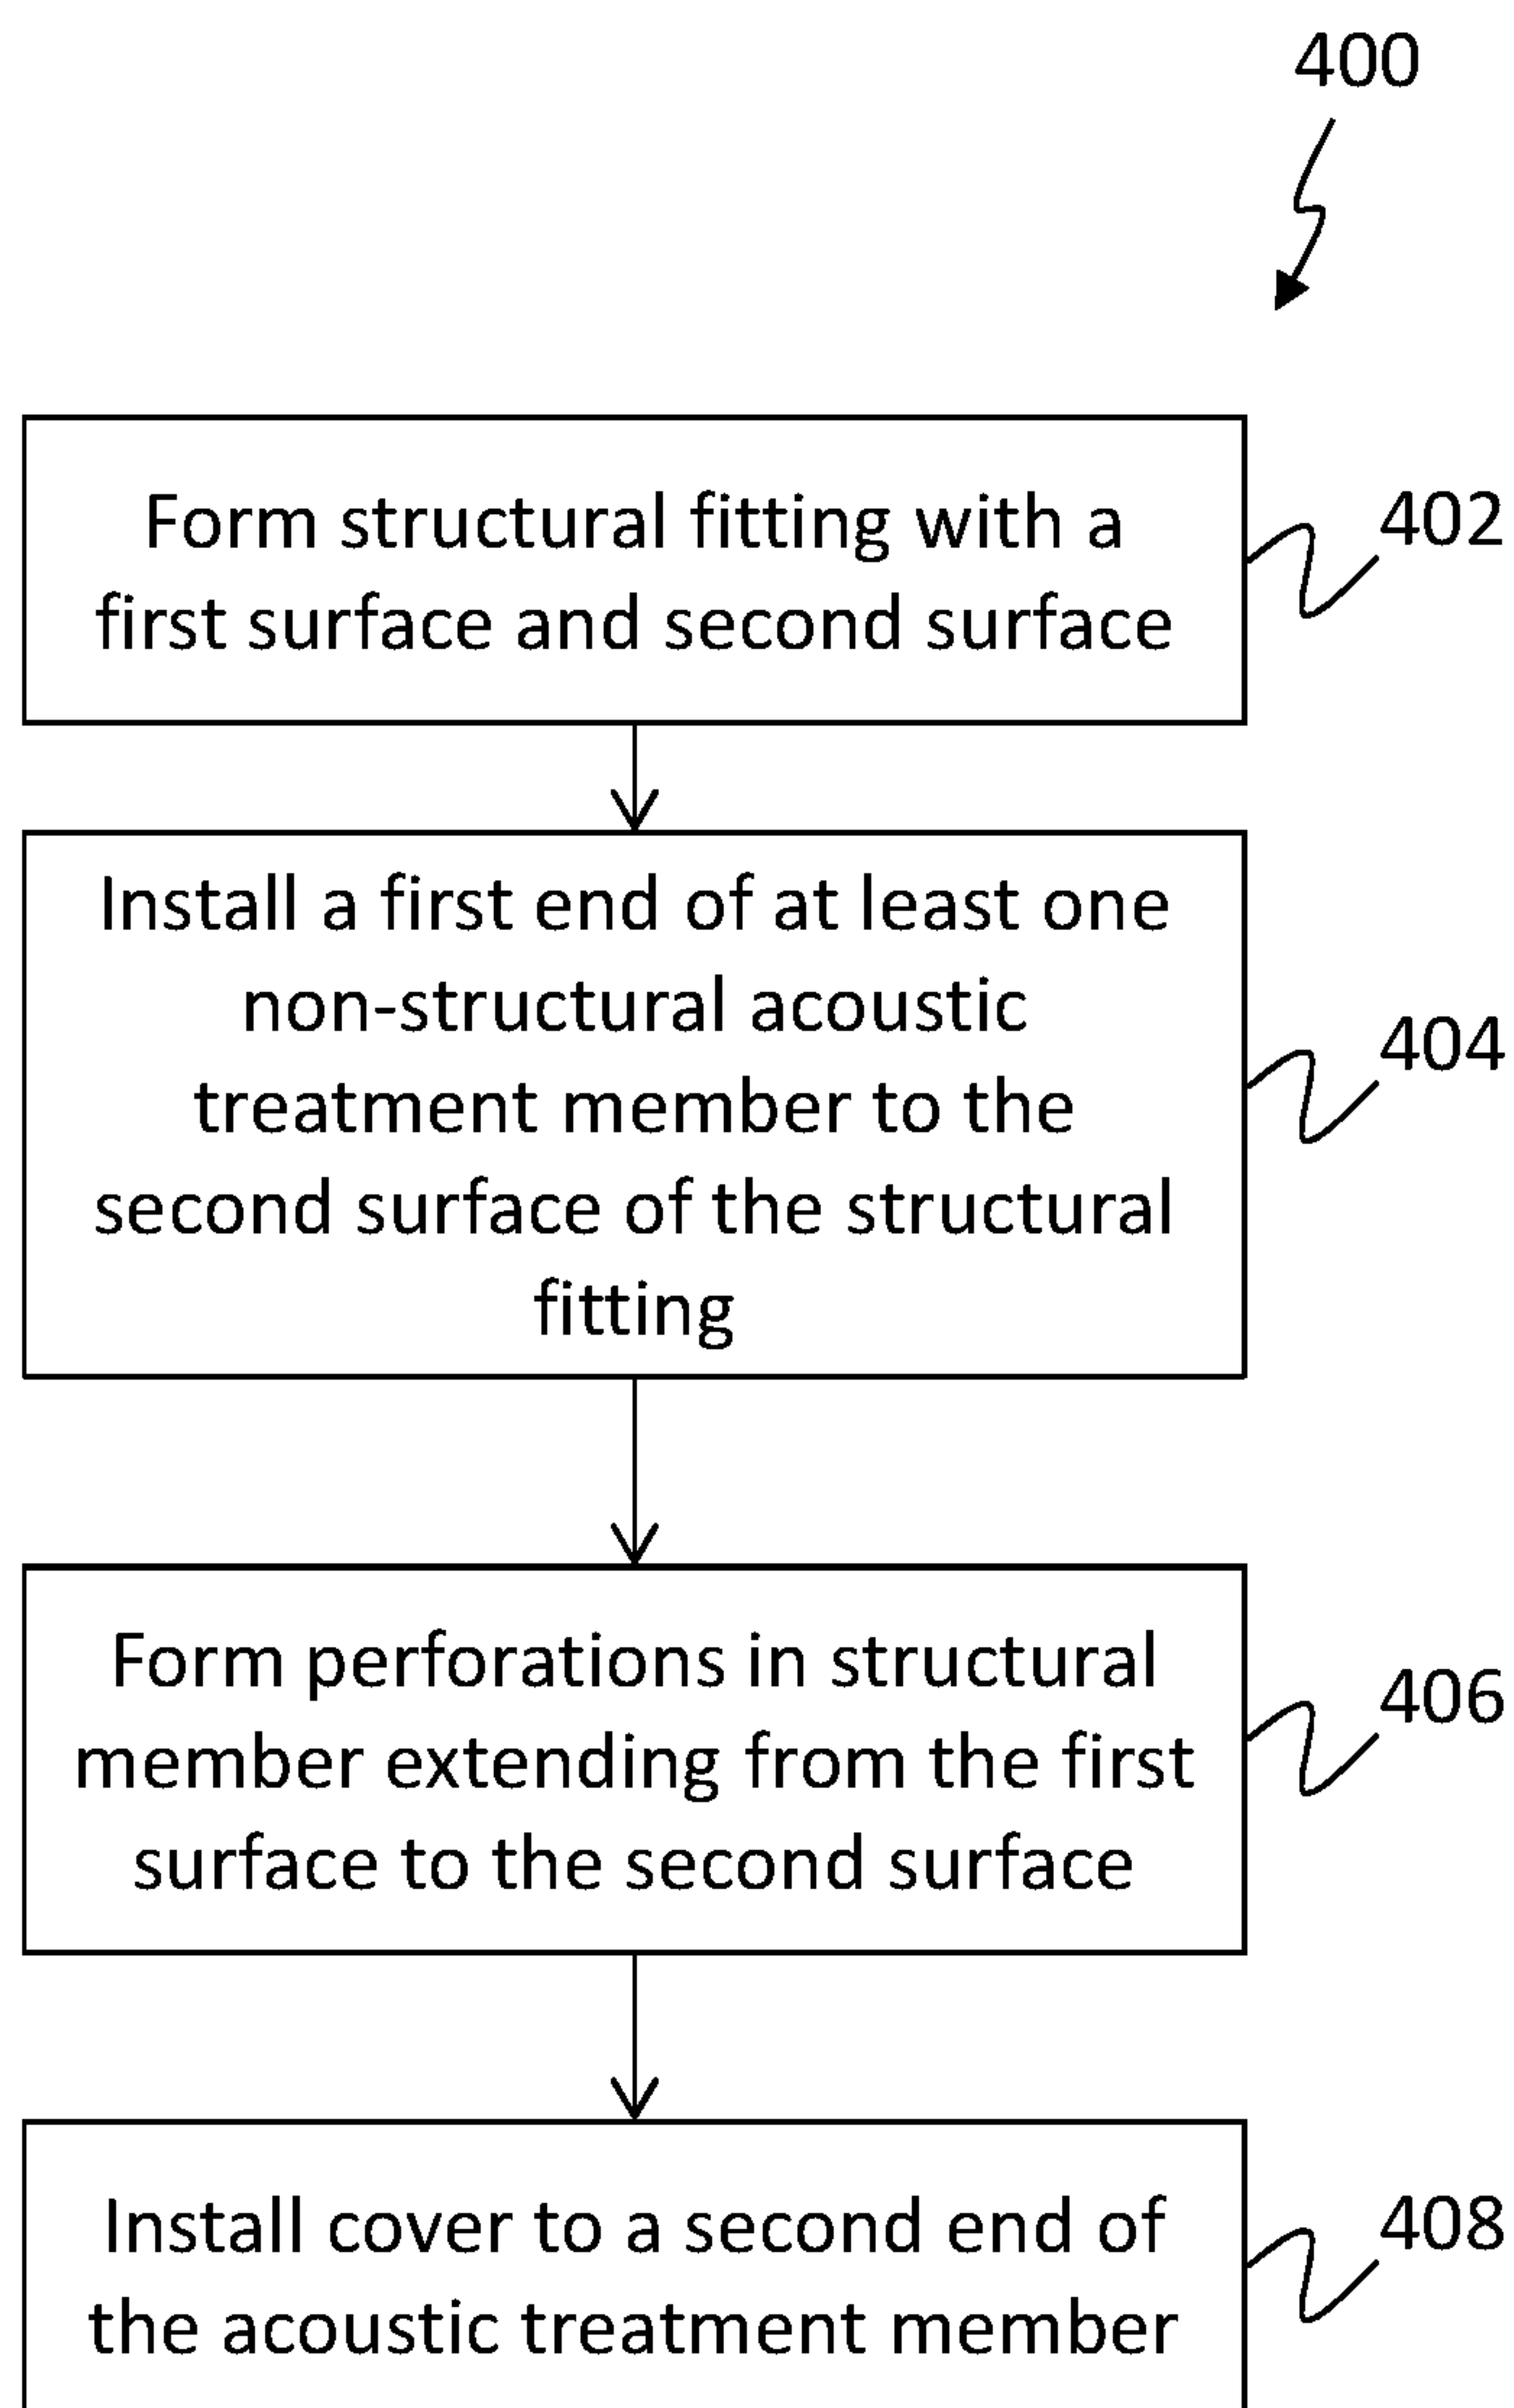 400
Form structural fitting with a
first surface and second surface
402
Install a first end of at least one
non-structural acoustic
treatment member to the
second surface of the structural
fitting
404
Form perforations in structural
member extending from the first
surface to the second surface
406
Install cover to a second end of
the acoustic treatment member
408